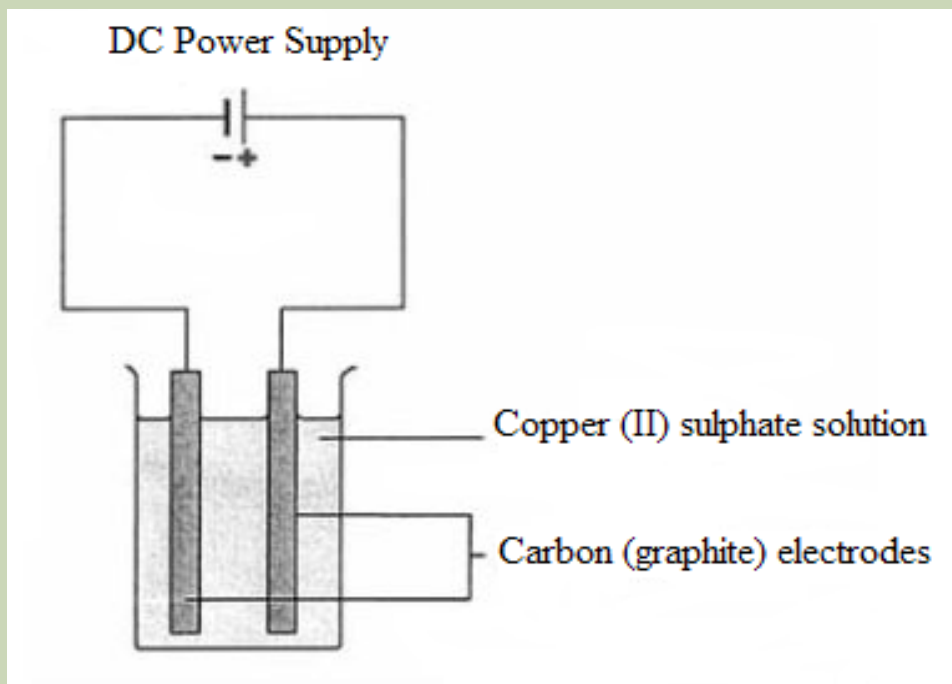 DC Power Supply
− +
Copper (II) sulphate solution
Carbon (graphite) electrodes